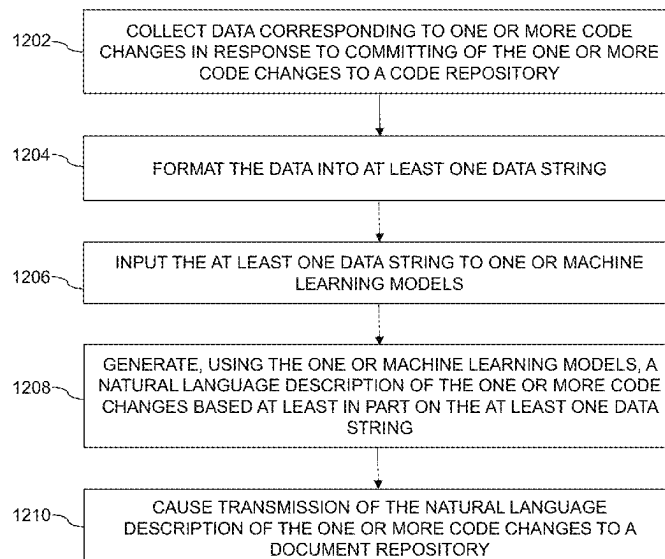 1202
COLLECT DATA CORRESPONDING TO ONE OR MORE CODE
CHANGES IN RESPONSE TO COMMITTING OF THE ONE OR MORE
CODE CHANGES TO A CODE REPOSITORY
1204
FORMAT THE DATA INTO AT LEAST ONE DATA STRING
1206
INPUT THE AT LEAST ONE DATA STRING TO ONE OR MACHINE
LEARNING MODELS
1208
GENERATE, USING THE ONE OR MACHINE LEARNING MODELS, A
NATURAL LANGUAGE DESCRIPTION OF THE ONE OR MORE CODE
CHANGES BASED AT LEAST IN PART ON THE AT LEAST ONE DATA
STRING
1210
CAUSE TRANSMISSION OF THE NATURAL LANGUAGE
DESCRIPTION OF THE ONE OR MORE CODE CHANGES TO A
DOCUMENT REPOSITORY